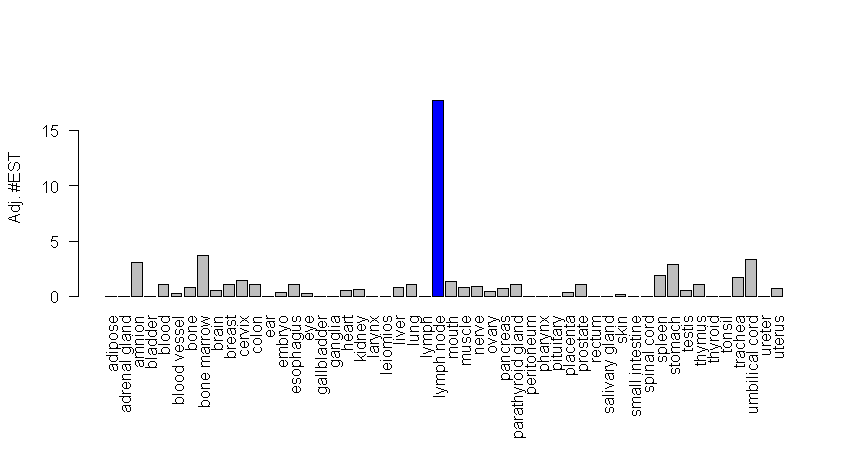 Adj. #EST
15
10
5
0
adipose
adrenal gland
amnion
bladder
blood
blood vessel
bone
bone marrow
brain
breast
cervix
colon
ear
embryo
esophagus
eye
gallbladder
ganglia
heart
kidney
larynx
leiomios
liver
lung
lymph
lymph node
mouth
muscle
nerve
ovary
pancreas
parathyroid gland
peritoneum
pharynx
pituitary
placenta
prostate
rectum
salivary gland
skin
small intestine
spinal cord
spleen
stomach
testis
thymus
thyroid
tonsil
trachea
umbilical cord
ureter
uterus